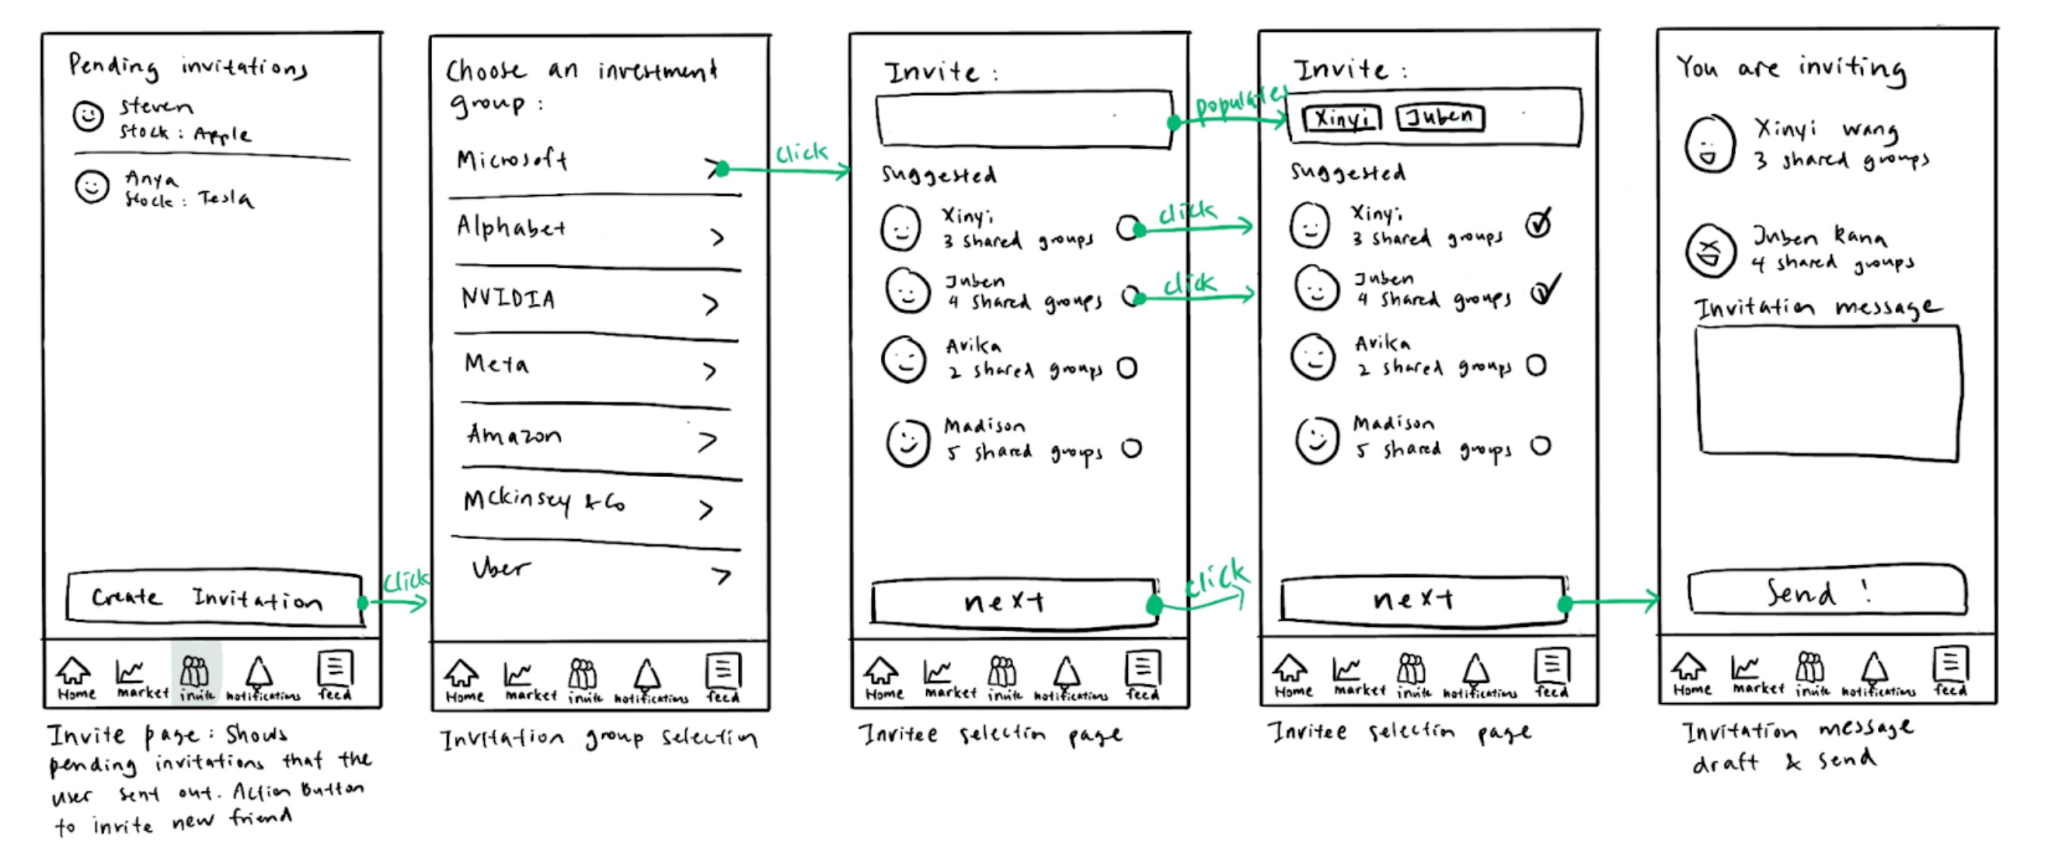 Pending invitations
Steven
Stock : Apple
Anya
Stock : Tesla
Create Invitation
click
Home
market
invite
notifications
feed
Invite page : Shows
pending invitations that the
user sent out. Action Button
to invite new friend
Choose an investment
group :
Microsoft
click
Alphabet
NVIDIA
Meta
Amazon
Mckinsey & Co
Uber
Home
market
invite
notifications
feed
Invitation group selection
Invite :
populates
Suggested
Xinyi
3 shared groups
click
Juben
4 shared groups
click
Avika
2 shared groups
Madison
5 shared groups
next
click
Home
market
invite
notifications
feed
Invitee selection page
Invite :
Xinyi
Juben
Suggested
Xinyi
3 shared groups
Juben
4 shared groups
Avika
2 shared groups
Madison
5 shared groups
next
Home
market
invite
notifications
feed
Invitee selection page
You are inviting
Xinyi wang
3 shared groups
Juben Rana
4 shared groups
Invitation message
Send !
Home
market
invite
notifications
feed
Invitation message
draft & send